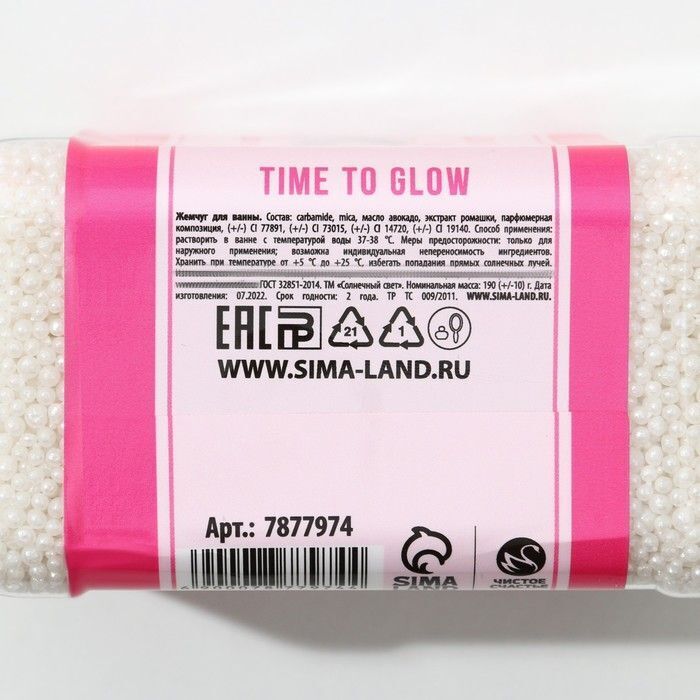 TIME TO GLOW
Жемчуг для ванны. Состав: carbamide, mica, масло авокадо, экстракт ромашки, парфюмерная
композиция, (+/-) CI 77891, (+/-) CI 73015, (+/-) CI 14720, (+/-) CI 19140. Способ применения:
растворить в ванне с температурой воды 37-38 °C. Меры предосторожности: только для
наружного применения; возможна индивидуальная непереносимость ингредиентов.
Хранить при температуре от +5 °C до +25 °C, избегать попадания прямых солнечных лучей.
ГОСТ 32851-2014. ТМ «Солнечный свет». Номинальная масса: 190 (+/-10) г. Дата
изготовления: 07.2022. Срок годности: 2 года. ТР ТС 009/2011. WWW.SIMA-LAND.RU.
EAC 21 1
WWW.SIMA-LAND.RU
Арт.: 7877974
SIMA ЧИСТОЕ
LAND СЧАСТЬЕ